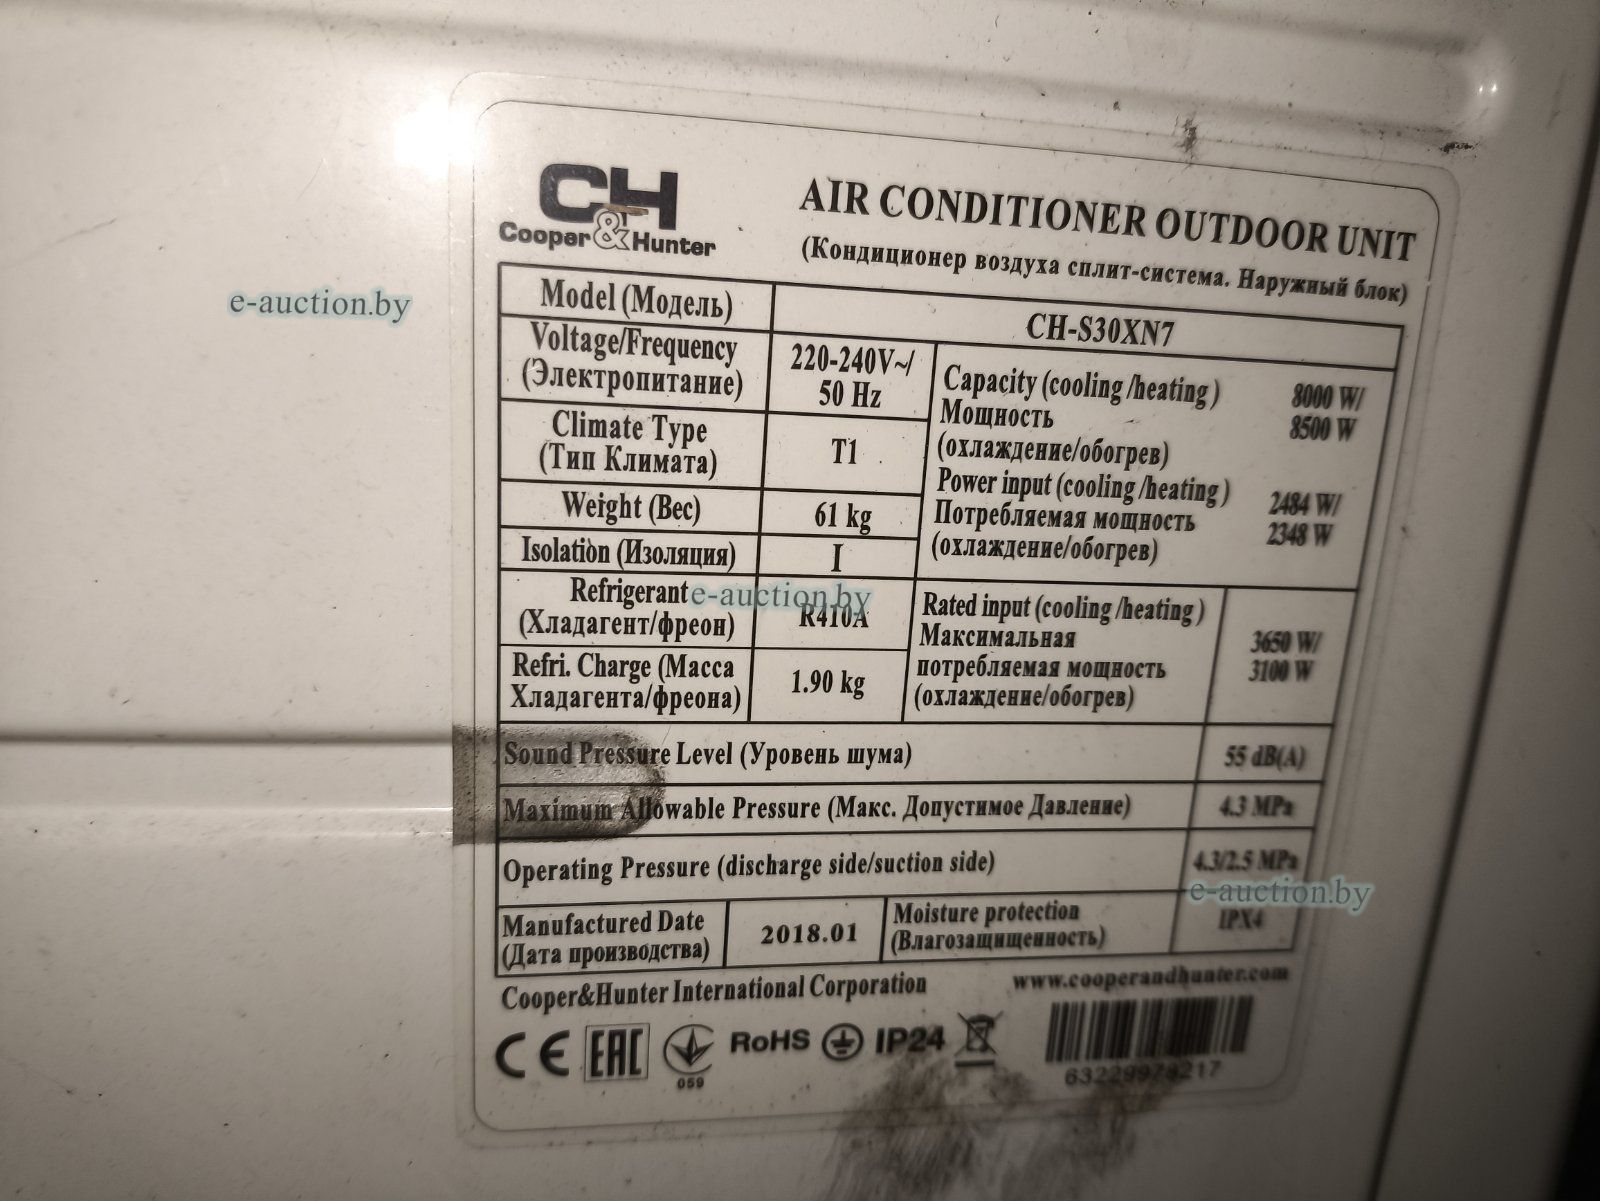 CH
Cooper&Hunter
AIR CONDITIONER OUTDOOR UNIT
(Кондиционер воздуха сплит-система. Наружный блок)
e-auction.by
Model (Модель)
CH-S30XN7
Voltage/Frequency
(Электропитание)
220-240V~/
50 Hz
Capacity (cooling /heating)
Мощность
(охлаждение/обогрев)
8000 W/
8500 W
Climate Type
(Тип Климата)
T1
Power input (cooling /heating)
Потребляемая мощность
(охлаждение/обогрев)
2484 W/
2348 W
Weight (Вес)
61 kg
Isolation (Изоляция)
I
Refrigerant
(Хладагент/фреон)
e-auction.by
R410A
Rated input (cooling /heating)
Максимальная
потребляемая мощность
(охлаждение/обогрев)
3650 W/
3100 W
Refri. Charge (Масса
Хладагента/фреона)
1.90 kg
Sound Pressure Level (Уровень шума)
55 dB(A)
Maximum Allowable Pressure (Макс. Допустимое Давление)
4.3 MPa
Operating Pressure (discharge side/suction side)
4.3/2.5 MPa
e-auction.by
Manufactured Date
(Дата производства)
2018.01
Moisture protection
(Влагозащищенность)
IPX4
Cooper&Hunter International Corporation
www.cooperandhunter.com
CE EAC 059 RoHS IP24